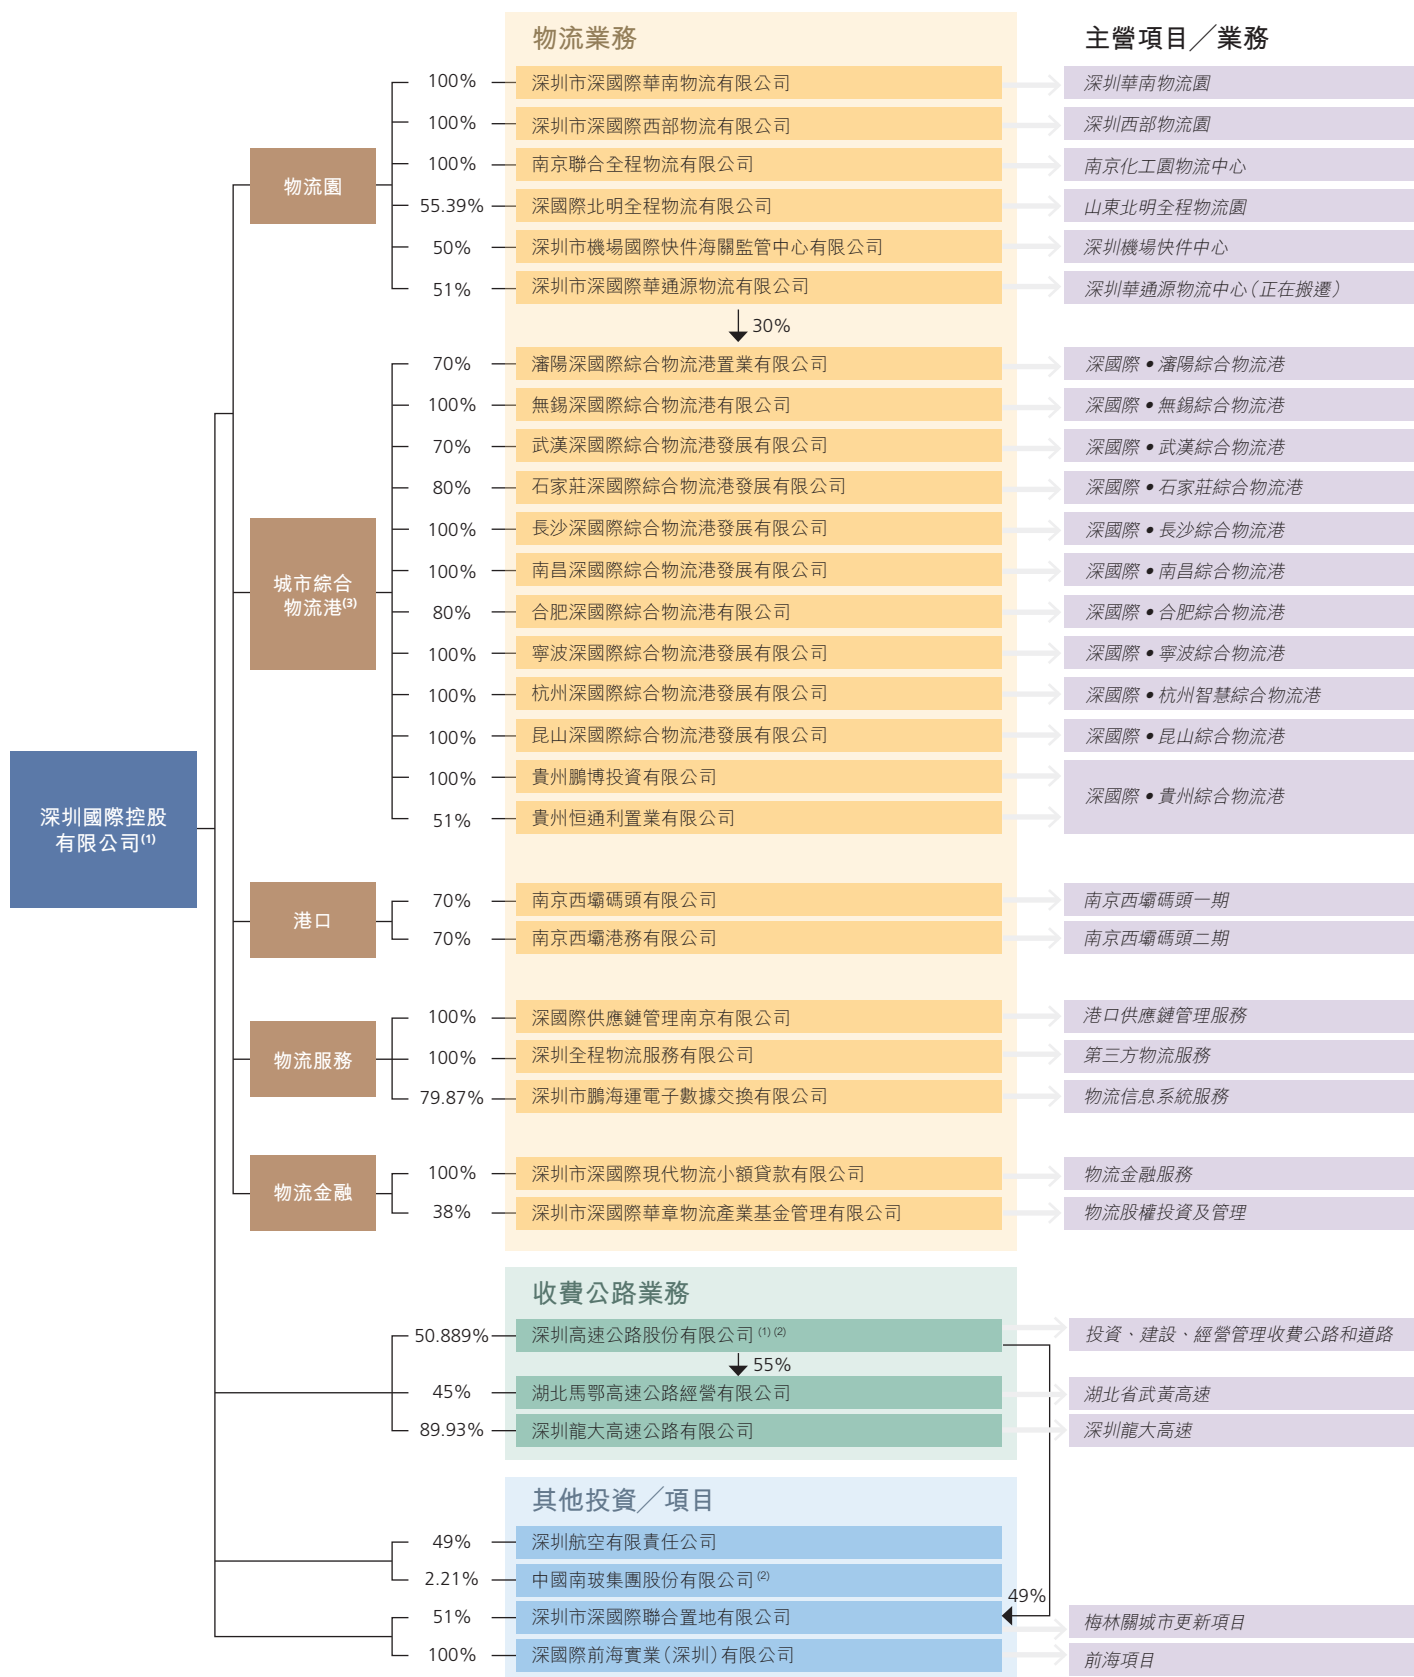 物流業務
主營項目／業務
物流園
100%
深圳市深國際華南物流有限公司
深圳華南物流園
100%
深圳市深國際西部物流有限公司
深圳西部物流園
100%
南京聯合全程物流有限公司
南京化工園物流中心
55.39%
深國際北明全程物流有限公司
山東北明全程物流園
50%
深圳市機場國際快件海關監管中心有限公司
深圳機場快件中心
51%
深圳市深國際華通源物流有限公司
深圳華通源物流中心（正在搬遷）
30%
城市綜合
物流港(3)
70%
瀋陽深國際綜合物流港置業有限公司
深國際•瀋陽綜合物流港
100%
無錫深國際綜合物流港有限公司
深國際•無錫綜合物流港
70%
武漢深國際綜合物流港發展有限公司
深國際•武漢綜合物流港
80%
石家莊深國際綜合物流港發展有限公司
深國際•石家莊綜合物流港
100%
長沙深國際綜合物流港發展有限公司
深國際•長沙綜合物流港
100%
南昌深國際綜合物流港發展有限公司
深國際•南昌綜合物流港
80%
合肥深國際綜合物流港有限公司
深國際•合肥綜合物流港
100%
寧波深國際綜合物流港發展有限公司
深國際•寧波綜合物流港
100%
杭州深國際綜合物流港發展有限公司
深國際•杭州智慧綜合物流港
100%
昆山深國際綜合物流港發展有限公司
深國際•昆山綜合物流港
100%
貴州鵬博投資有限公司
深國際•貴州綜合物流港
51%
貴州恒通利置業有限公司
深圳國際控股
有限公司(1)
港口
70%
南京西壩碼頭有限公司
南京西壩碼頭一期
70%
南京西壩港務有限公司
南京西壩碼頭二期
物流服務
100%
深國際供應鏈管理南京有限公司
港口供應鏈管理服務
100%
深圳全程物流服務有限公司
第三方物流服務
79.87%
深圳市鵬海運電子數據交換有限公司
物流信息系統服務
物流金融
100%
深圳市深國際現代物流小額貸款有限公司
物流金融服務
38%
深圳市深國際華章物流產業基金管理有限公司
物流股權投資及管理
收費公路業務
50.889%
深圳高速公路股份有限公司(1) (2)
投資、建設、經營管理收費公路和道路
55%
45%
湖北馬鄂高速公路經營有限公司
湖北省武黃高速
89.93%
深圳龍大高速公路有限公司
深圳龍大高速
其他投資／項目
49%
深圳航空有限責任公司
2.21%
中國南玻集團股份有限公司(2)
49%
51%
深圳市深國際聯合置地有限公司
梅林關城市更新項目
100%
深國際前海實業（深圳）有限公司
前海項目